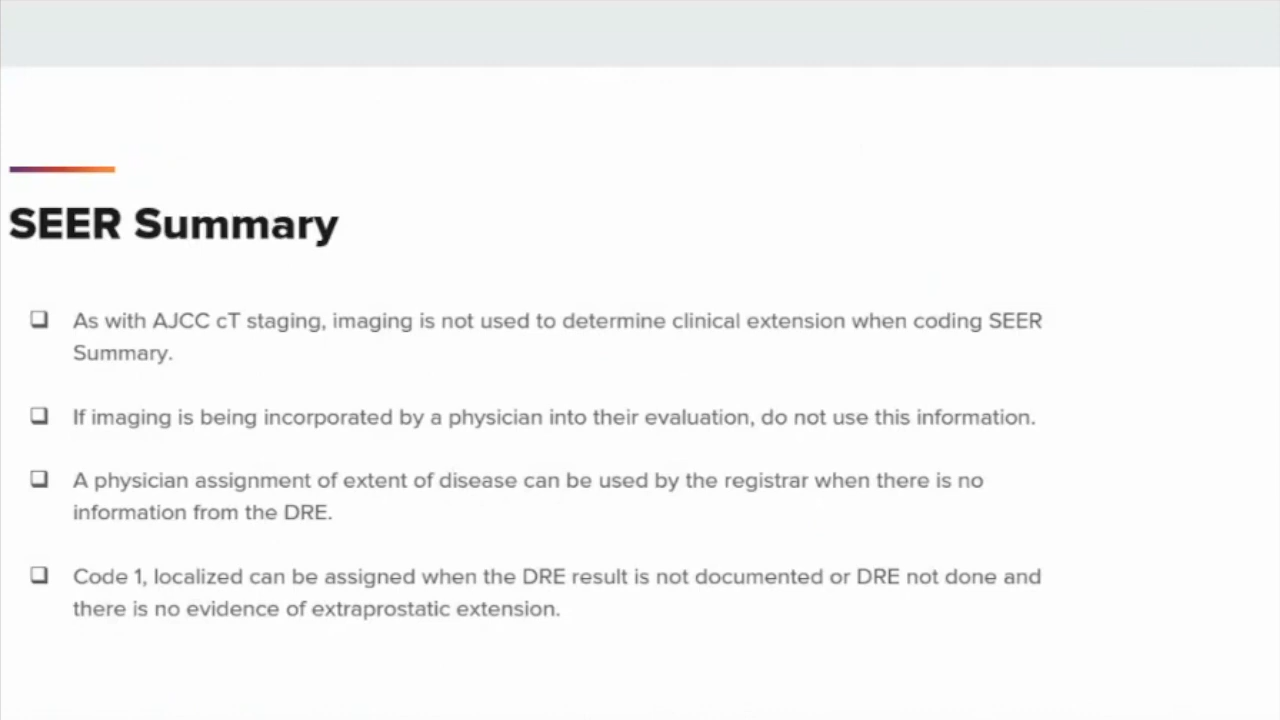 SEER Summary
❑ As with AJCC cT staging, imaging is not used to determine clinical extension when coding SEER
Summary.
❑ If imaging is being incorporated by a physician into their evaluation, do not use this information.
❑ A physician assignment of extent of disease can be used by the registrar when there is no
information from the DRE.
❑ Code 1, localized can be assigned when the DRE result is not documented or DRE not done and
there is no evidence of extraprostatic extension.